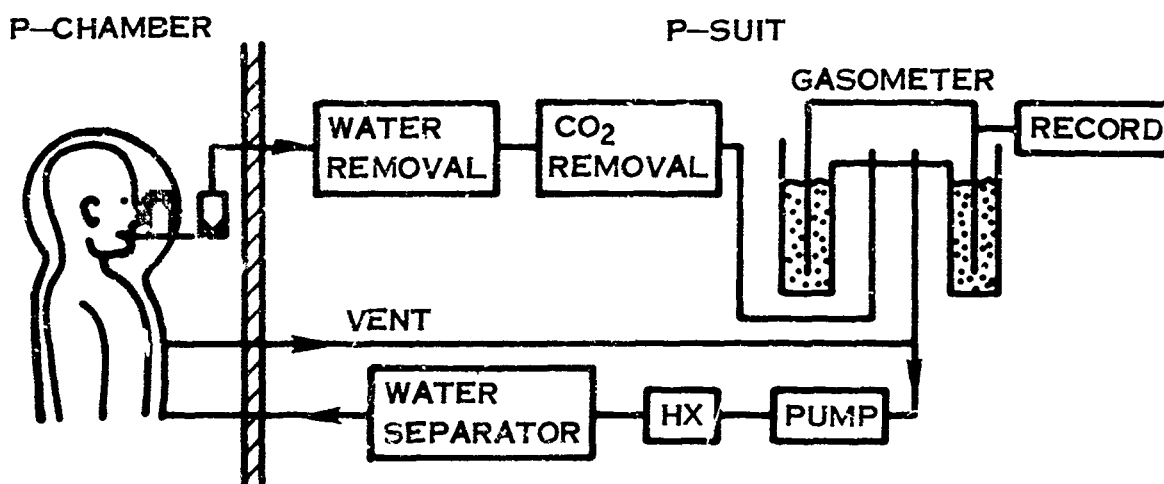 P-CHAMBER
P-SUIT
GASOMETER
WATER
REMOVAL
CO₂
REMOVAL
RECORD
VENT
WATER
SEPARATOR
HX
PUMP